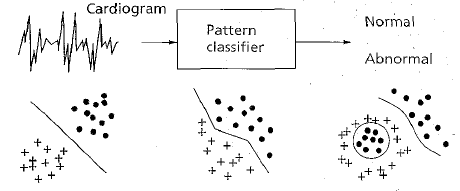 Cardiogram
Pattern
classifier
Normal
Abnormal